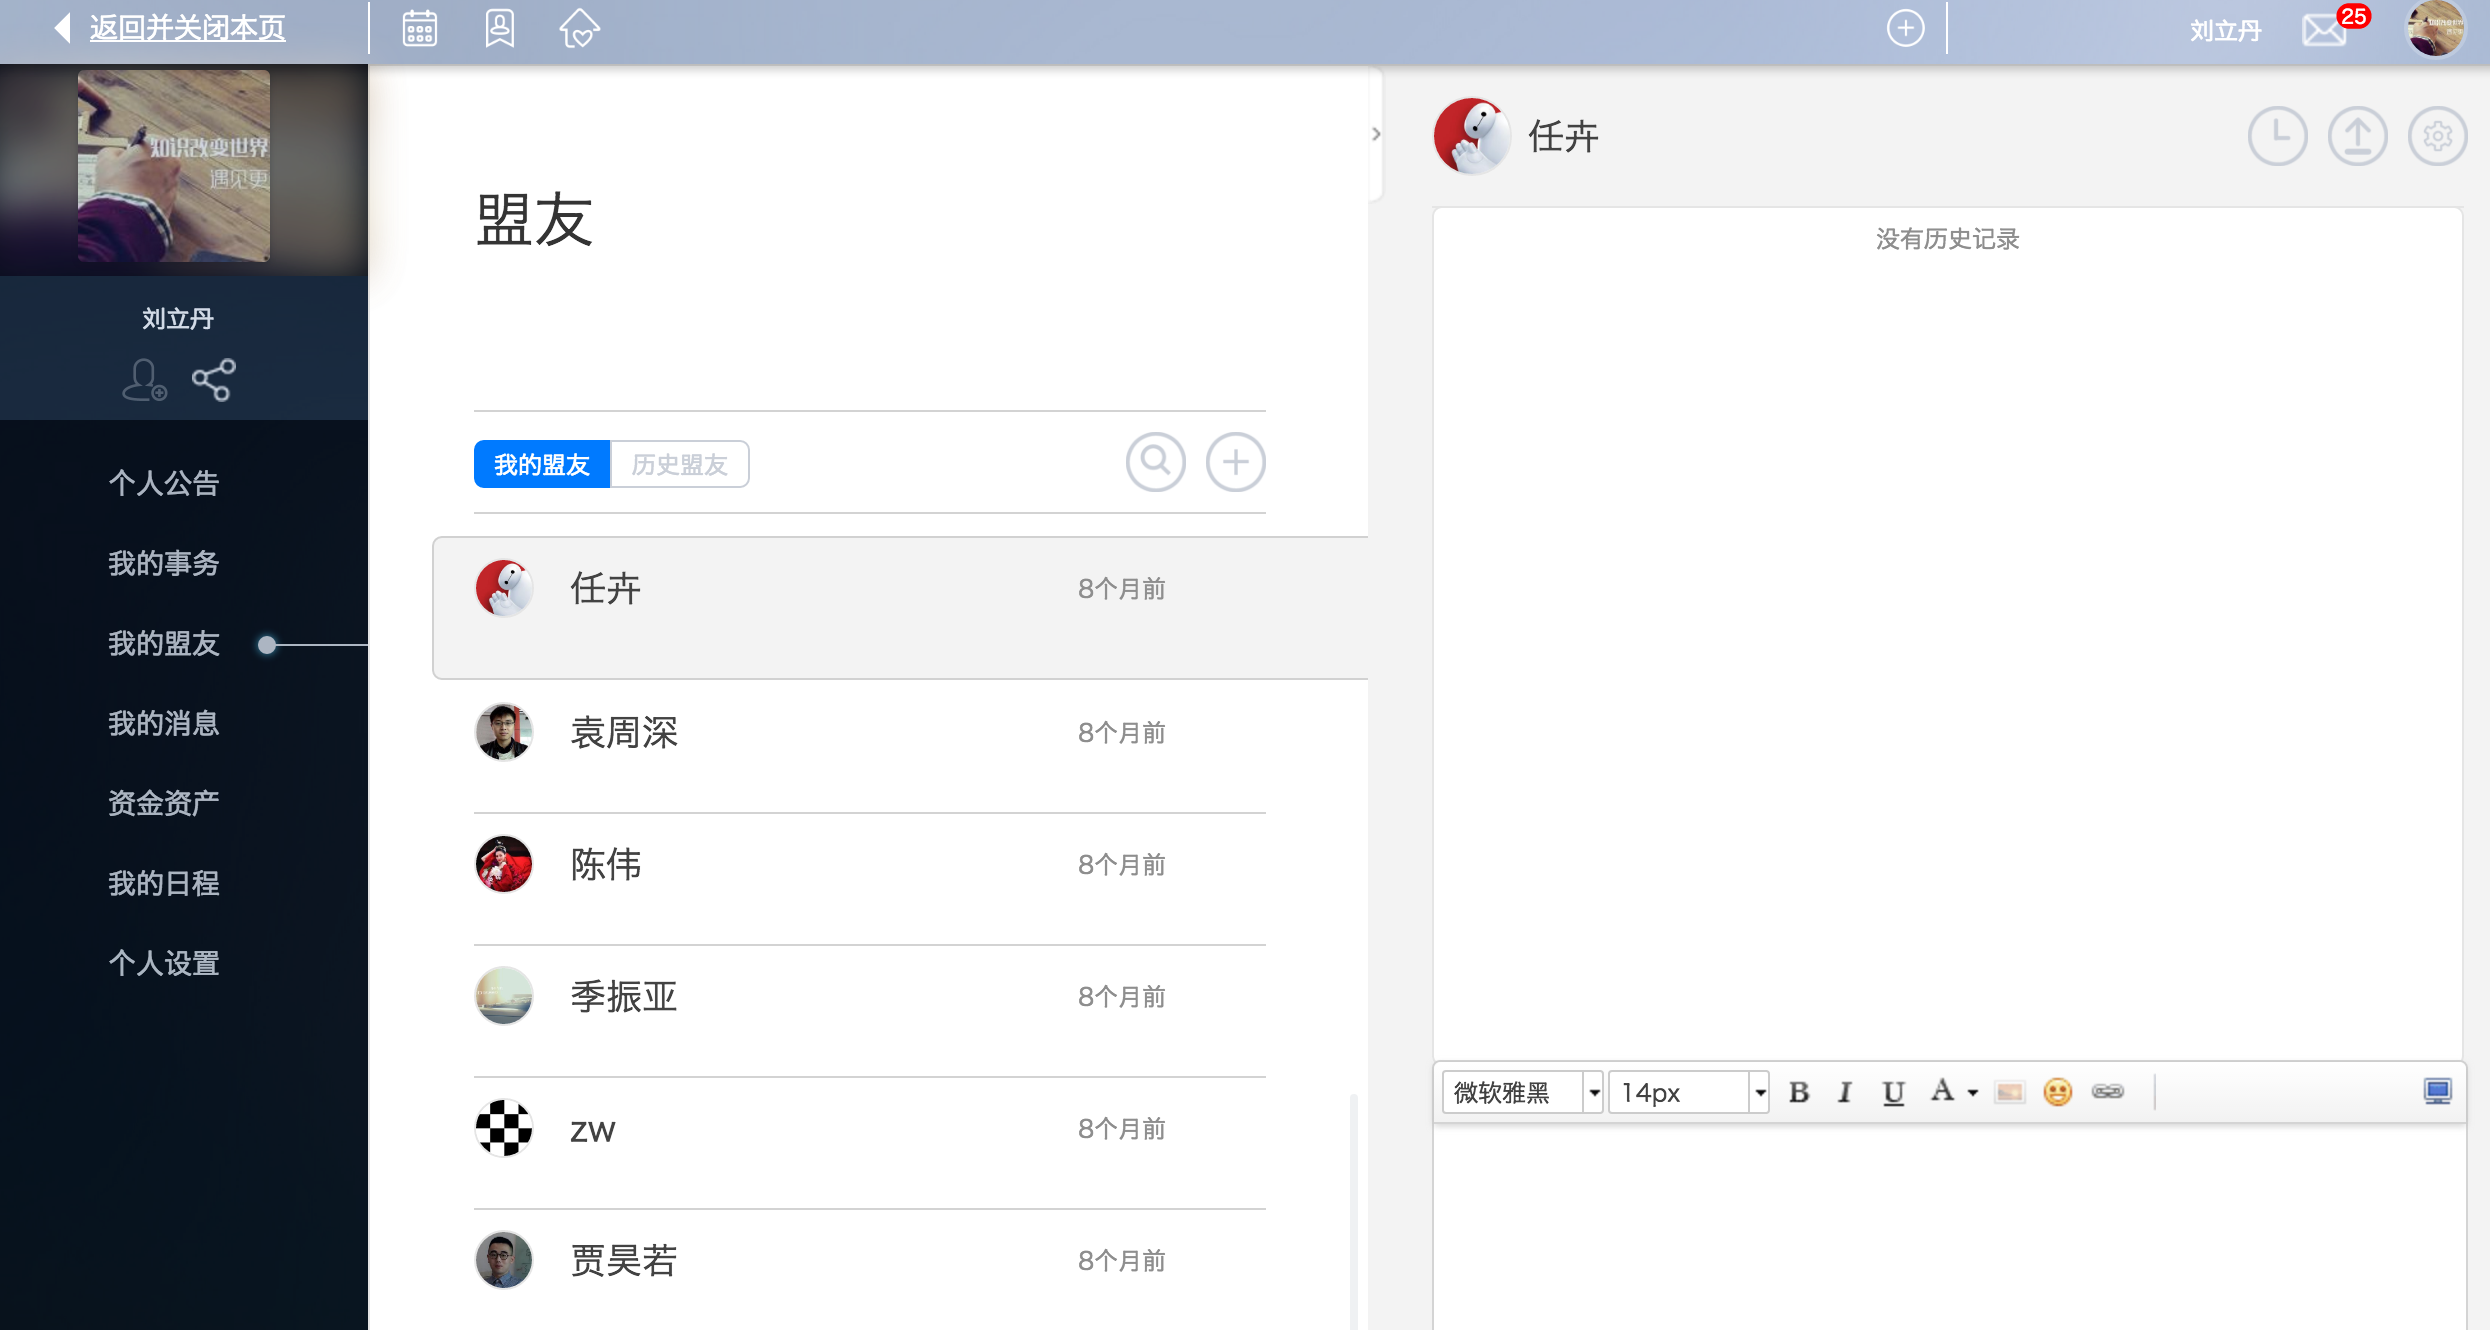 返回并关闭本页
刘立丹
25
知识改变世界
遇见更
刘立丹
个人公告
我的事务
我的盟友
我的消息
资金资产
我的日程
个人设置
盟友
我的盟友
历史盟友
任卉
8个月前
袁周深
8个月前
陈伟
8个月前
季振亚
8个月前
zw
8个月前
贾昊若
8个月前
任卉
没有历史记录
微软雅黑
14px
B I U A